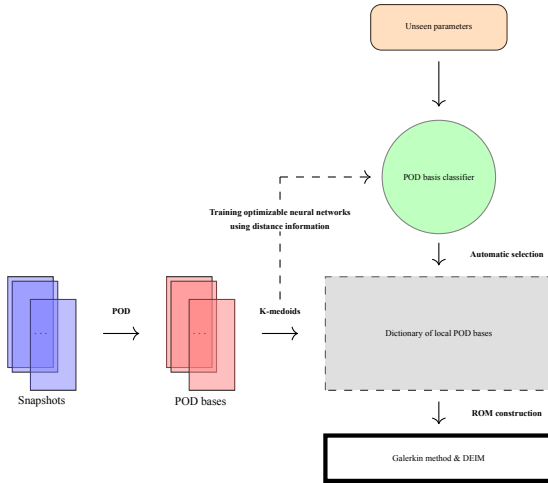 Unseen parameters
POD basis classifier
Training optimizable neural networks
using distance information
Automatic selection
POD
K-medoids
. . .
. . .
Dictionary of local POD bases
Snapshots
POD bases
ROM construction
Galerkin method & DEIM